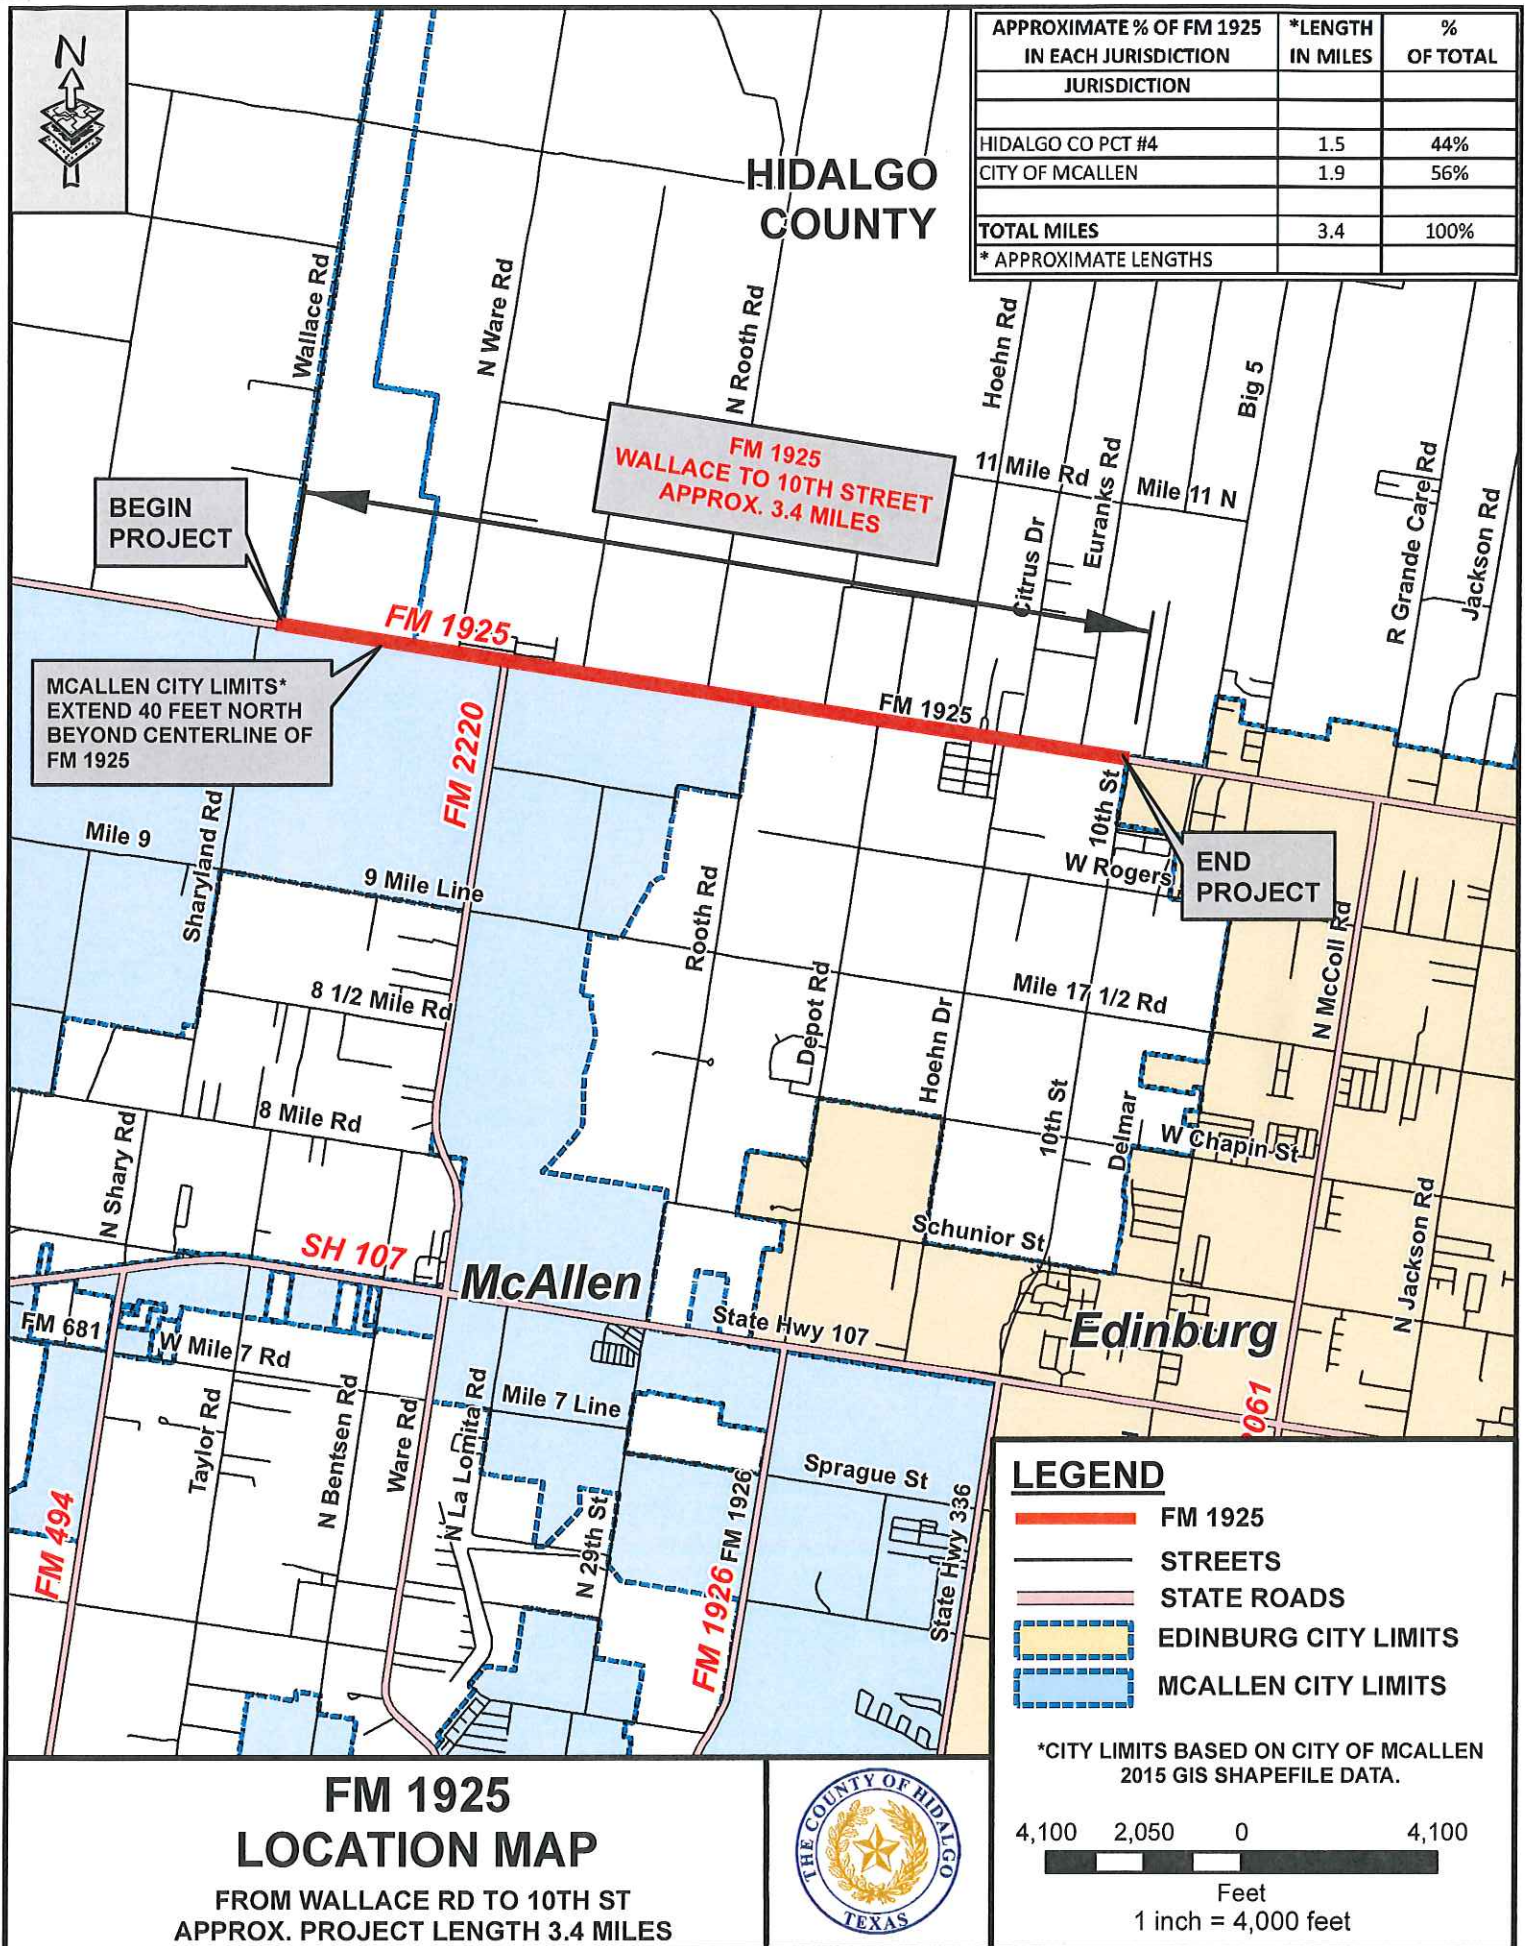 N
APPROXIMATE % OF FM 1925 IN EACH JURISDICTION
*LENGTH IN MILES
% OF TOTAL
JURISDICTION
HIDALGO CO PCT #4 1.5 44%
CITY OF MCALLEN 1.9 56%
TOTAL MILES 3.4 100%
* APPROXIMATE LENGTHS
HIDALGO
COUNTY
Wallace Rd
N Ware Rd
N Rooth Rd
Hoehn Rd
Big 5
FM 1925
WALLACE TO 10TH STREET
APPROX. 3.4 MILES
11 Mile Rd
Euranks Rd
Mile 11 N
R Grande Care Rd
Jackson Rd
Citrus Dr
BEGIN
PROJECT
FM 1925
MCALLEN CITY LIMITS*
EXTEND 40 FEET NORTH
BEYOND CENTERLINE OF
FM 1925
FM 2220
FM 1925
10th St
END
PROJECT
Mile 9
Sharyland Rd
9 Mile Line
W Rogers
Rooth Rd
N McColl Rd
8 1/2 Mile Rd
Depot Rd
Hoehn Dr
Mile 17 1/2 Rd
8 Mile Rd
N Shary Rd
10th St
Delmar
W Chapin St
N Jackson Rd
SH 107
Schunior St
McAllen
State Hwy 107
Edinburg
FM 681
W Mile 7 Rd
Mile 7 Line
Taylor Rd
N Bentsen Rd
Ware Rd
N La Lomita Rd
Sprague St
FM 494
N 29th St
FM 1926
FM 1926
State Hwy 336
LEGEND
FM 1925
STREETS
STATE ROADS
EDINBURG CITY LIMITS
MCALLEN CITY LIMITS
*CITY LIMITS BASED ON CITY OF MCALLEN
2015 GIS SHAPEFILE DATA.
4,100 2,050 0 4,100
Feet
1 inch = 4,000 feet
FM 1925
LOCATION MAP
FROM WALLACE RD TO 10TH ST
APPROX. PROJECT LENGTH 3.4 MILES
THE COUNTY OF HIDALGO
TEXAS